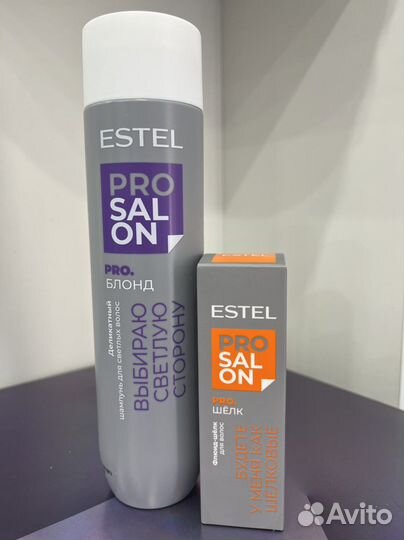 ESTEL
PRO
SAL
ON
PRO.
БЛОНД
Деликатный
шампунь для светлых волос
ВЫБИРАЮ
СВЕТЛУЮ
СТОРОНУ
ESTEL
PRO
SAL
ON
PRO.
ШЁЛК
Флюид-шёлк
для волос
БУДЕТЕ
У МЕНЯ КАК
ШЕЛКОВЫЕ
Avito